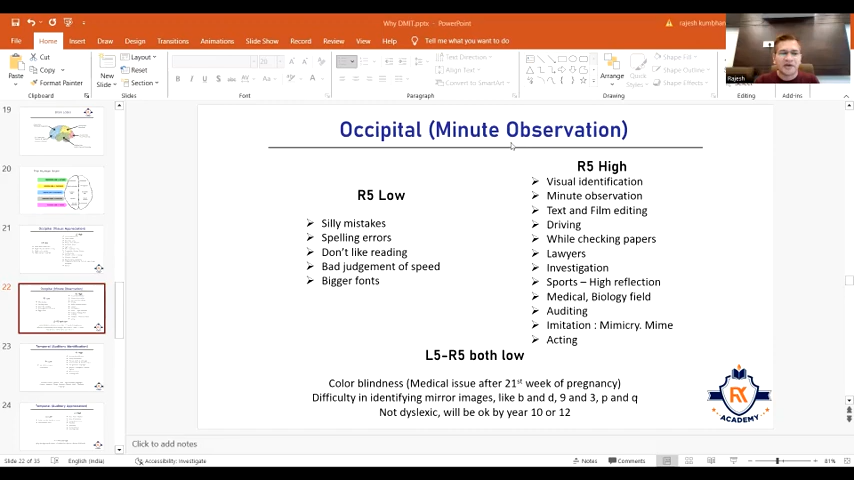 Why DMIT.pptx - PowerPoint
rajesh kumbhar
File
Home
Insert
Draw
Design
Transitions
Animations
Slide Show
Record
Review
View
Help
Tell me what you want to do
Paste
Cut
Copy
Format Painter
Clipboard
New Slide
Layout
Reset
Section
Slides
Font
Text Direction
Align Text
Convert to SmartArt
Paragraph
Arrange
Quick Styles
Shape Fill
Shape Outline
Shape Effects
Drawing
Editing
Add-ins
Rajesh
19
20
21
22
23
24
Occipital (Minute Observation)
R5 Low
Silly mistakes
Spelling errors
Don't like reading
Bad judgement of speed
Bigger fonts
R5 High
Visual identification
Minute observation
Text and Film editing
Driving
While checking papers
Lawyers
Investigation
Sports – High reflection
Medical, Biology field
Auditing
Imitation : Mimicry. Mime
Acting
L5-R5 both low
Color blindness (Medical issue after 21st week of pregnancy)
Difficulty in identifying mirror images, like b and d, 9 and 3, p and q
Not dyslexic, will be ok by year 10 or 12
RK
ACADEMY
Click to add notes
Slide 22 of 35
English (India)
Accessibility: Investigate
Notes
Comments
81%